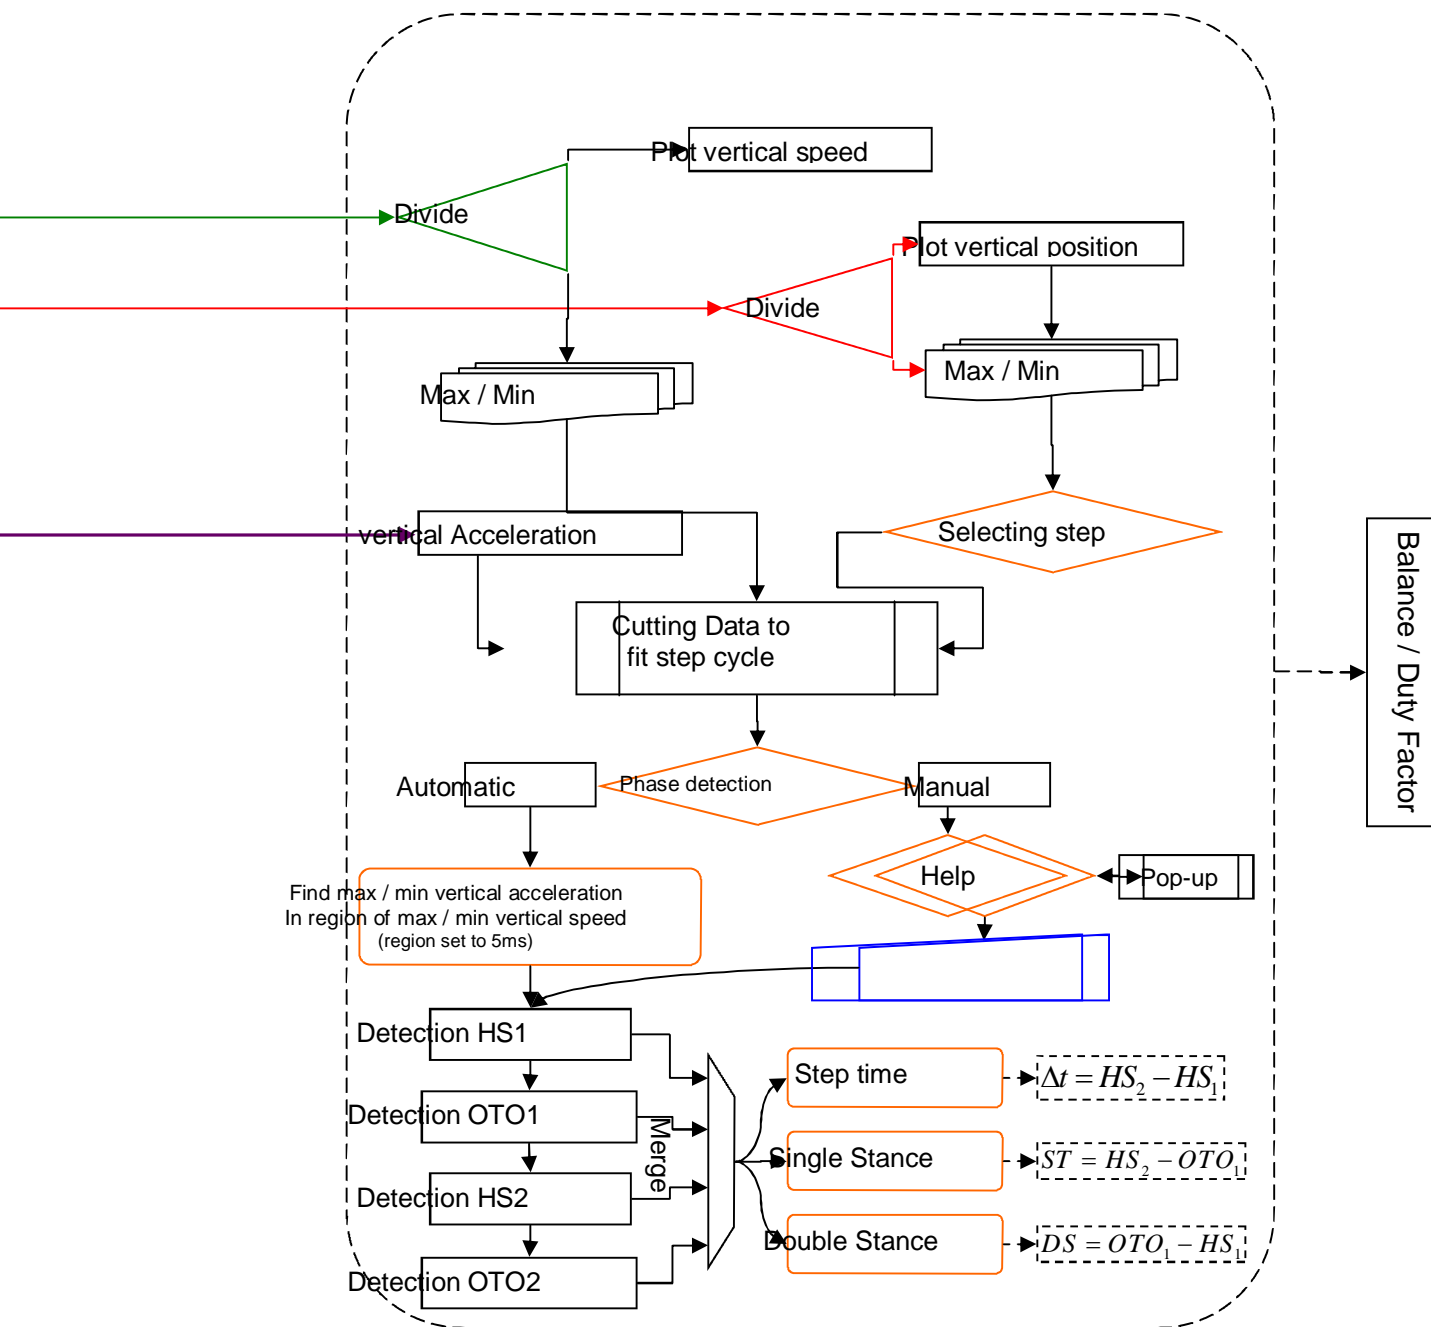 Plot vertical speed
Divide
Plot vertical position
Divide
Max / Min
Max / Min
vertical Acceleration
Selecting step
Cutting Data to
fit step cycle
Balance / Duty Factor
Automatic
Phase detection
Manual
Find max / min vertical acceleration
In region of max / min vertical speed
(region set to 5ms)
Help
Pop-up
Detection HS1
Detection OTO1
Detection HS2
Detection OTO2
Merge
Step time
Δt = HS₂ − HS₁
Single Stance
ST = HS₂ − OTO₁
Double Stance
DS = OTO₁ − HS₁